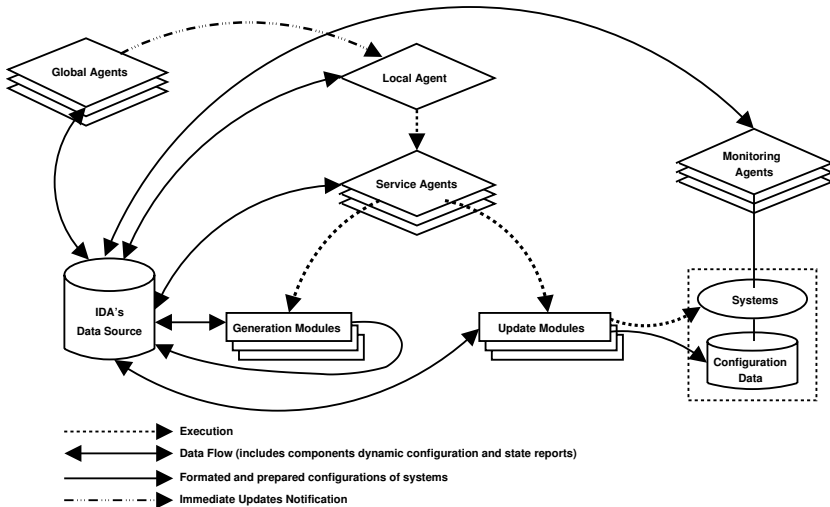 Global Agents
Local Agent
Monitoring
Agents
Service Agents
IDA's
Data Source
Generation Modules
Update Modules
Systems
Configuration
Data
Execution
Data Flow (includes components dynamic configuration and state reports)
Formated and prepared configurations of systems
Immediate Updates Notification